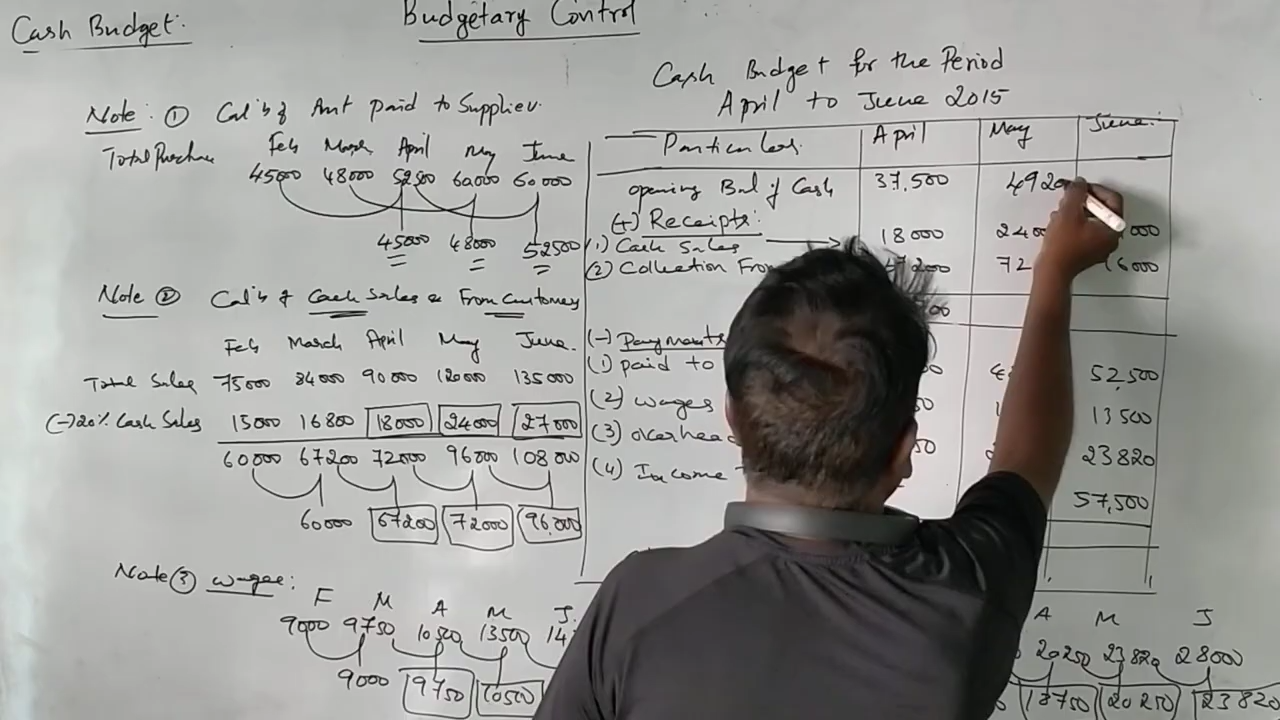 Cash Budget:
Budgetary Control
Note: ① Cal'n of Amt paid to Supplier.
Total Purchase
Feb March April May June
45000 48000 52500 60000 60000
45000 48000 52500
Note ② Cal'n of Cash Sales & From Customers
Feb March April May June.
Total Sales 75000 84000 90000 120000 135000
(-) 20% Cash Sales 15000 16800 18000 24000 27000
60000 67200 72000 96000 108000
60000 67200 72000 96,000
Note ③ wages:
F M A M J.
9000 9750 10500 13500
9000 9750 10500
Cash Budget for the Period
April to June 2015
Particulars April May June.
opening Bal of Cash 37,500 4920
(+) Receipts:
(1) Cash Sales 18000
(2) Collection From
(-) Payments
(1) paid to 52,500
(2) wages 13500
(3) overhead 23820
(4) Income 57,500
A M J
20250 23820 28000
18750 20250 23820